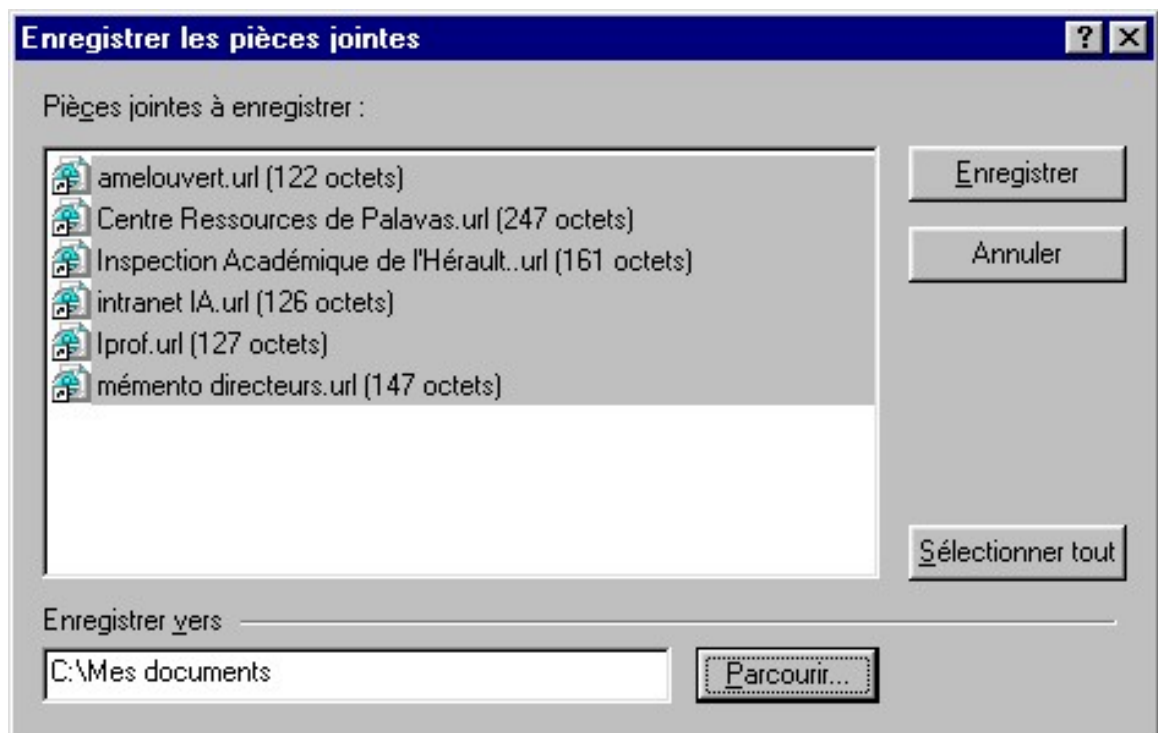 Enregistrer les pièces jointes
Pièces jointes à enregistrer :
amelouvert.url (122 octets)
Centre Ressources de Palavas.url (247 octets)
Inspection Académique de l'Hérault..url (161 octets)
intranet IA.url (126 octets)
Iprof.url (127 octets)
mémento directeurs.url (147 octets)
Enregistrer
Annuler
Sélectionner tout
Enregistrer vers
C:\Mes documents
Parcourir...